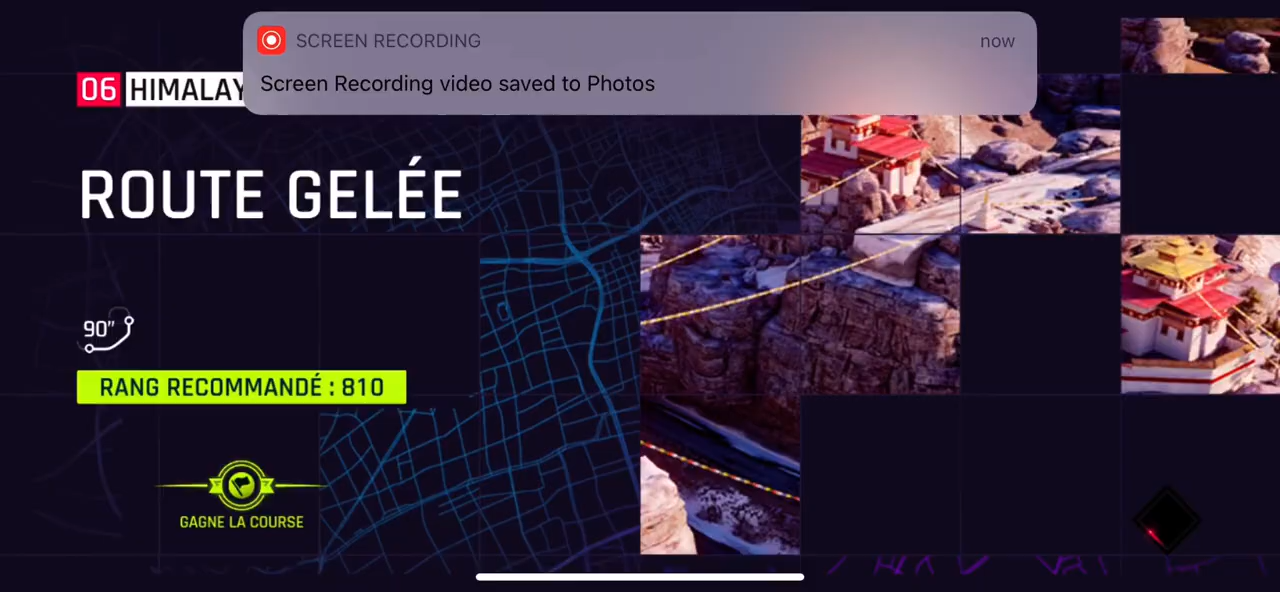 SCREEN RECORDING
now
Screen Recording video saved to Photos
06 HIMALAY
ROUTE GELÉE
90”
RANG RECOMMANDÉ : 810
GAGNE LA COURSE